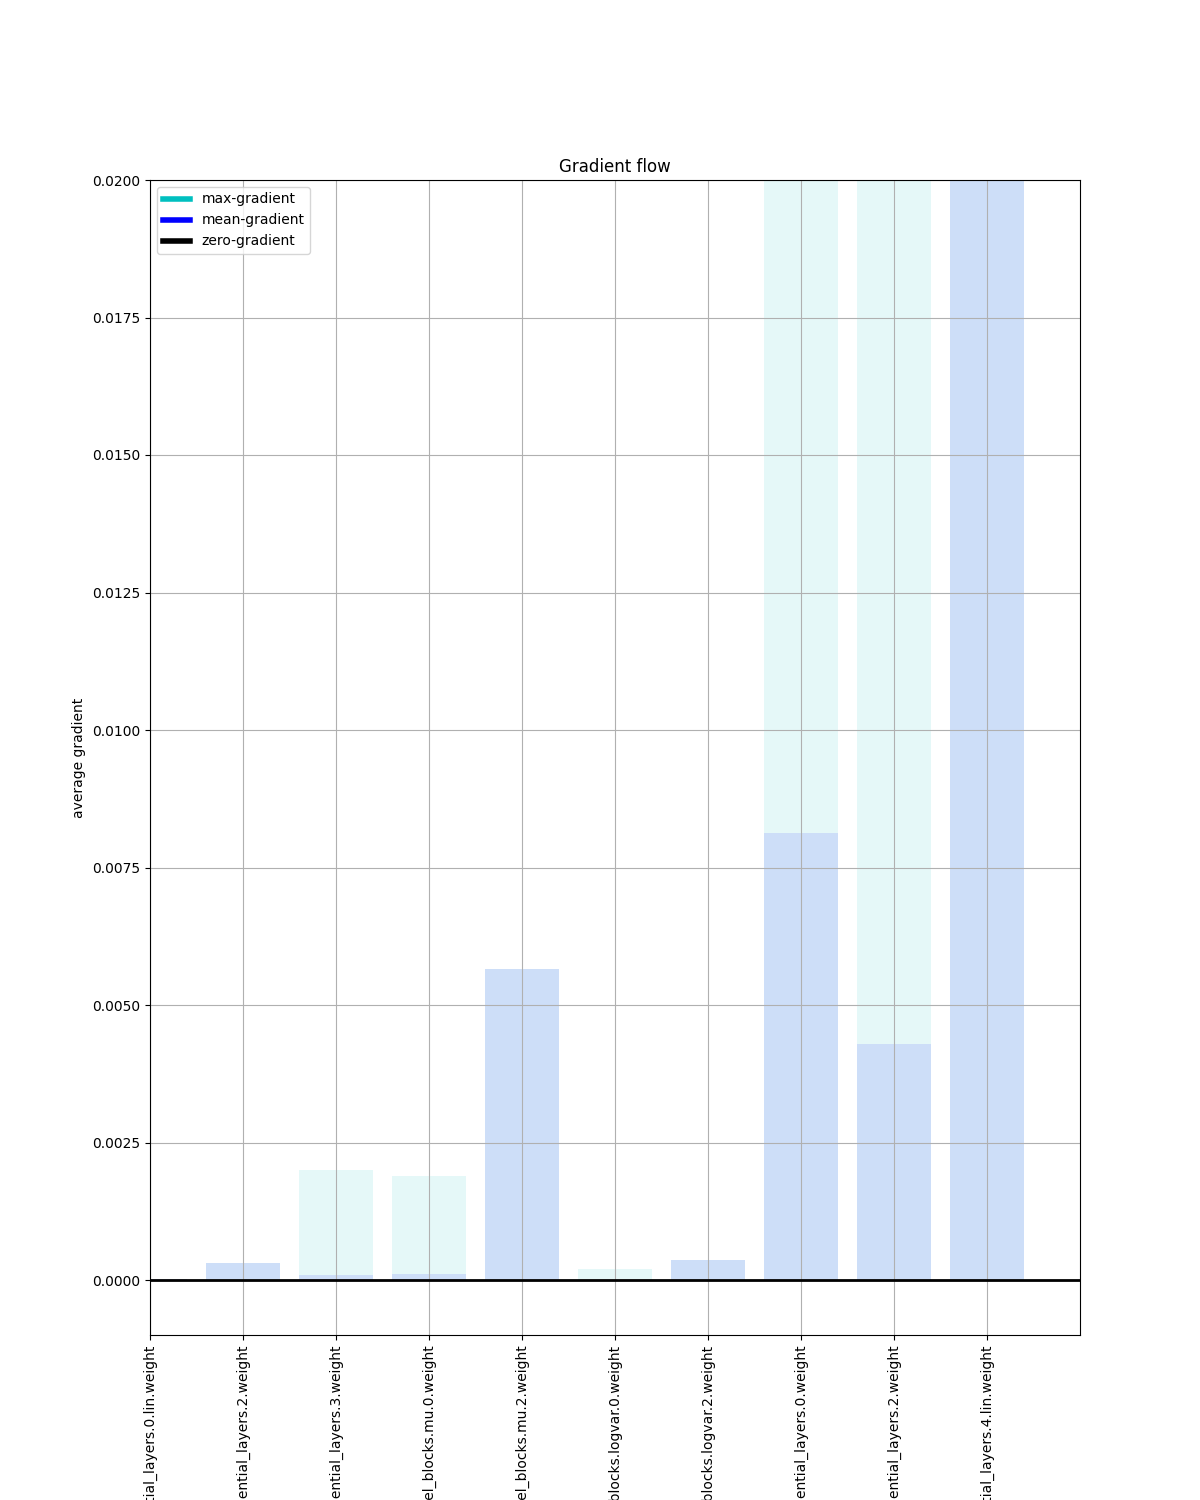 Gradient flow
max-gradient
mean-gradient
zero-gradient
0.0200
0.0175
0.0150
0.0125
0.0100
0.0075
0.0050
0.0025
0.0000
average gradient
tial_layers.0.lin.weight
ential_layers.2.weight
ential_layers.3.weight
el_blocks.mu.0.weight
el_blocks.mu.2.weight
blocks.logvar.0.weight
blocks.logvar.2.weight
ential_layers.0.weight
ential_layers.2.weight
tial_layers.4.lin.weight